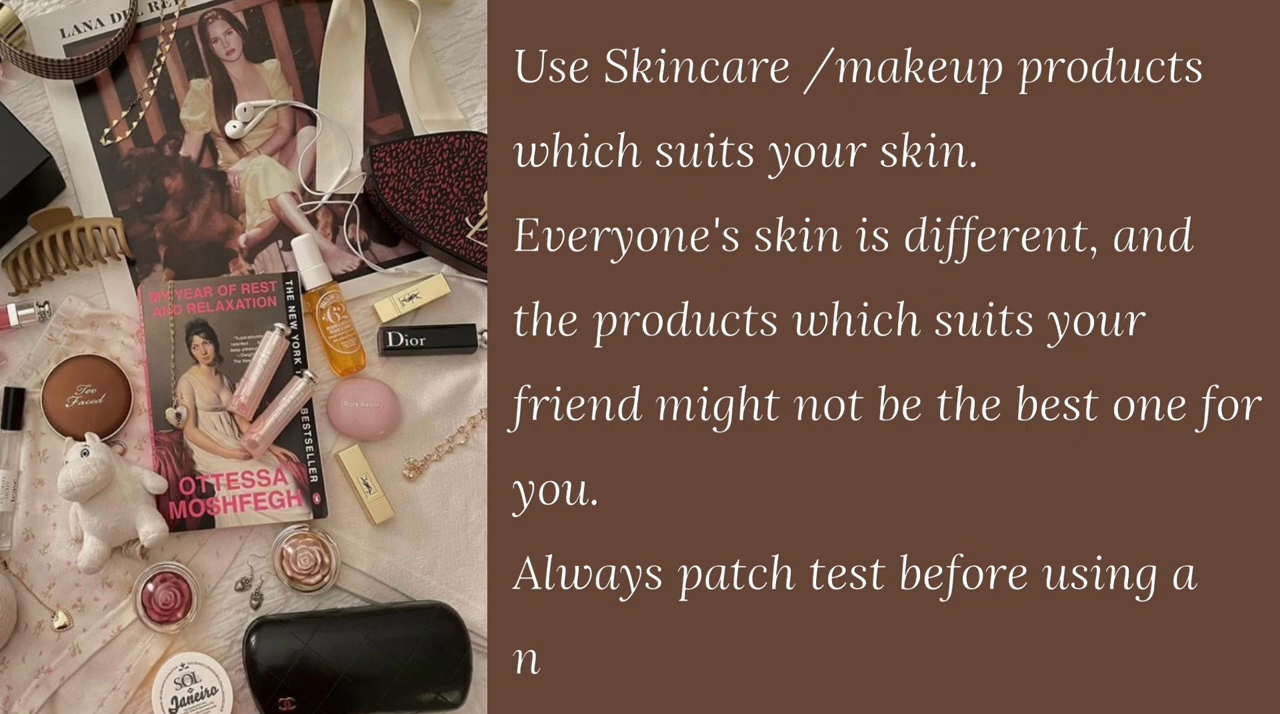 LANA DEL REY
Use Skincare /makeup products
which suits your skin.
Everyone's skin is different, and
the products which suits your
friend might not be the best one for
you.
Always patch test before using a
n
MY YEAR OF REST
AND RELAXATION
THE NEW YORK
BESTSELLER
OTTESSA
MOSHFEGH
Dior
Too
Faced
SOL
de
Janeiro